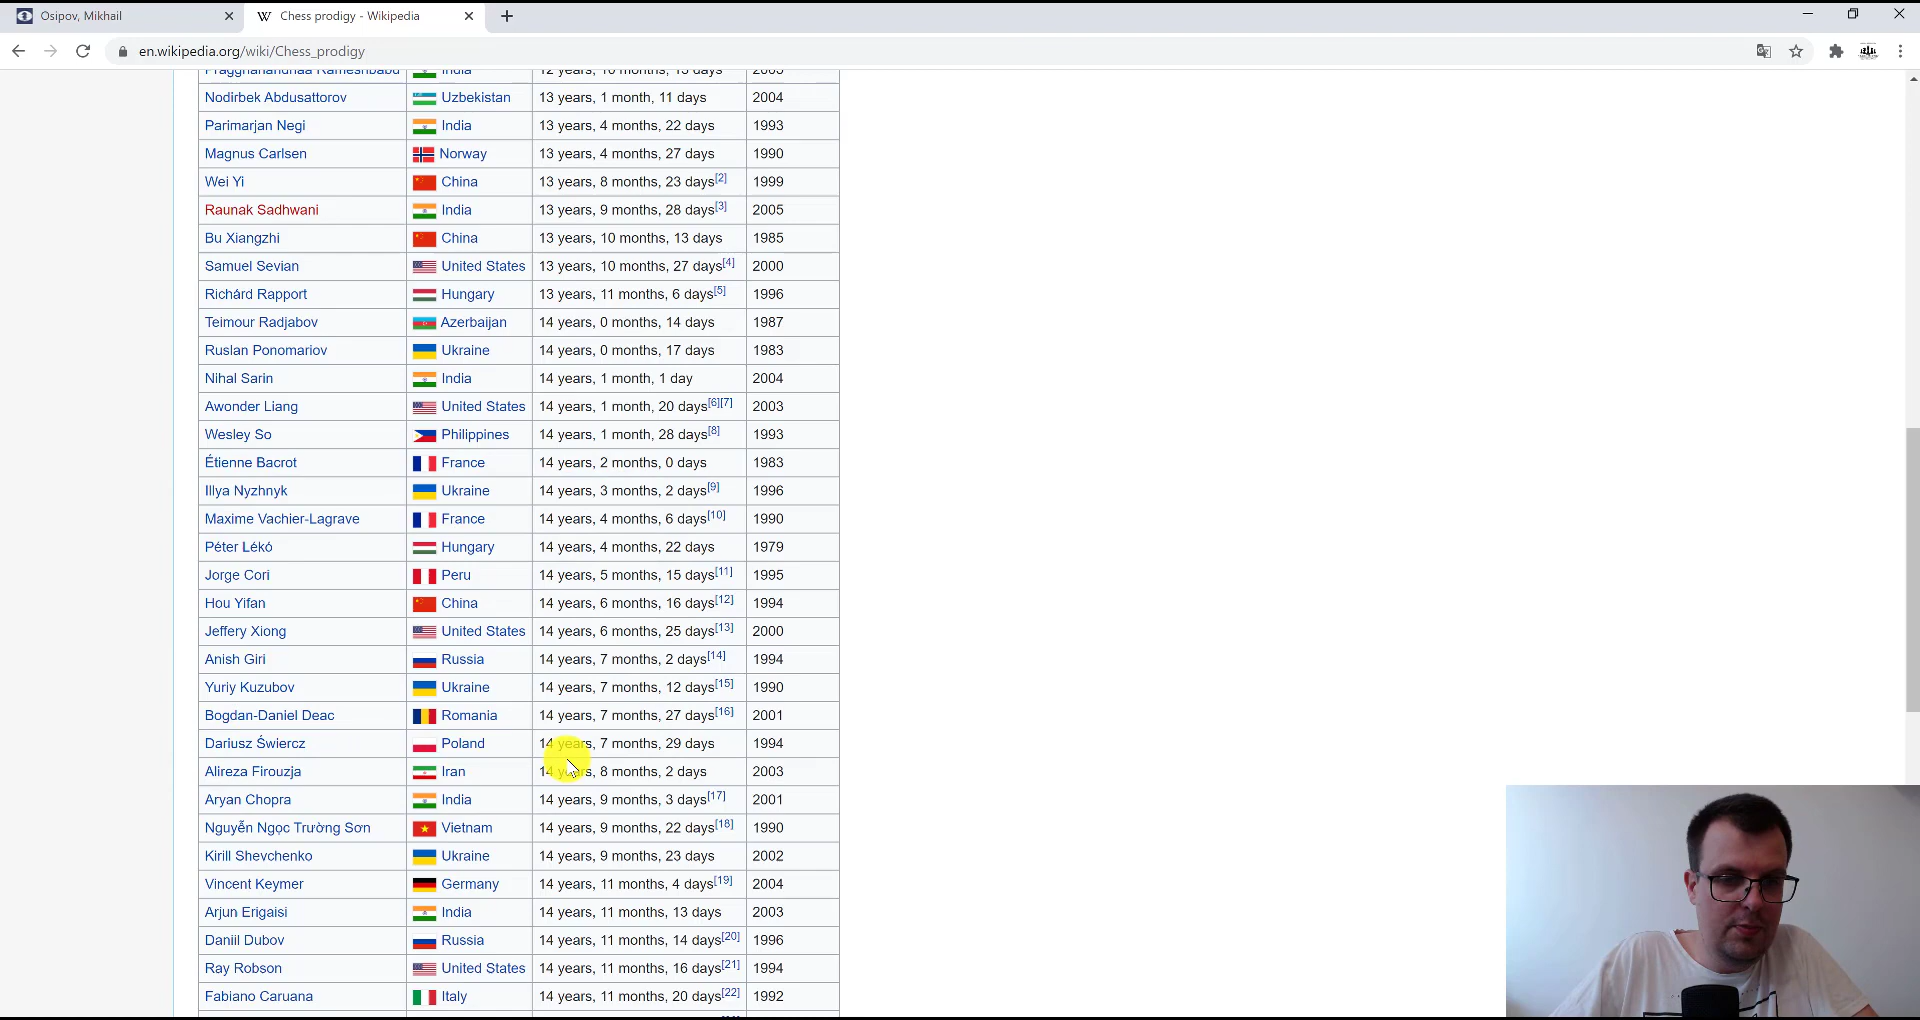 Osipov, Mikhail
Chess prodigy - Wikipedia
en.wikipedia.org/wiki/Chess_prodigy
Praggnanandhaa Rameshbabu India 12 years, 10 months, 13 days 2005
Nodirbek Abdusattorov Uzbekistan 13 years, 1 month, 11 days 2004
Parimarjan Negi India 13 years, 4 months, 22 days 1993
Magnus Carlsen Norway 13 years, 4 months, 27 days 1990
Wei Yi China 13 years, 8 months, 23 days[2] 1999
Raunak Sadhwani India 13 years, 9 months, 28 days[3] 2005
Bu Xiangzhi China 13 years, 10 months, 13 days 1985
Samuel Sevian United States 13 years, 10 months, 27 days[4] 2000
Richárd Rapport Hungary 13 years, 11 months, 6 days[5] 1996
Teimour Radjabov Azerbaijan 14 years, 0 months, 14 days 1987
Ruslan Ponomariov Ukraine 14 years, 0 months, 17 days 1983
Nihal Sarin India 14 years, 1 month, 1 day 2004
Awonder Liang United States 14 years, 1 month, 20 days[6][7] 2003
Wesley So Philippines 14 years, 1 month, 28 days[8] 1993
Étienne Bacrot France 14 years, 2 months, 0 days 1983
Illya Nyzhnyk Ukraine 14 years, 3 months, 2 days[9] 1996
Maxime Vachier-Lagrave France 14 years, 4 months, 6 days[10] 1990
Péter Lékó Hungary 14 years, 4 months, 22 days 1979
Jorge Cori Peru 14 years, 5 months, 15 days[11] 1995
Hou Yifan China 14 years, 6 months, 16 days[12] 1994
Jeffery Xiong United States 14 years, 6 months, 25 days[13] 2000
Anish Giri Russia 14 years, 7 months, 2 days[14] 1994
Yuriy Kuzubov Ukraine 14 years, 7 months, 12 days[15] 1990
Bogdan-Daniel Deac Romania 14 years, 7 months, 27 days[16] 2001
Dariusz Świercz Poland 14 years, 7 months, 29 days 1994
Alireza Firouzja Iran 14 years, 8 months, 2 days 2003
Aryan Chopra India 14 years, 9 months, 3 days[17] 2001
Nguyễn Ngọc Trường Sơn Vietnam 14 years, 9 months, 22 days[18] 1990
Kirill Shevchenko Ukraine 14 years, 9 months, 23 days 2002
Vincent Keymer Germany 14 years, 11 months, 4 days[19] 2004
Arjun Erigaisi India 14 years, 11 months, 13 days 2003
Daniil Dubov Russia 14 years, 11 months, 14 days[20] 1996
Ray Robson United States 14 years, 11 months, 16 days[21] 1994
Fabiano Caruana Italy 14 years, 11 months, 20 days[22] 1992